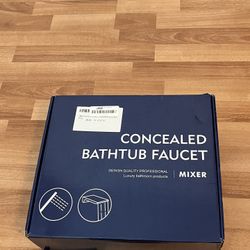 CONCEALED
BATHTUB FAUCET
DESIGN QUALITY PROFESSIONAL
Luxury bathroom products
MIXER